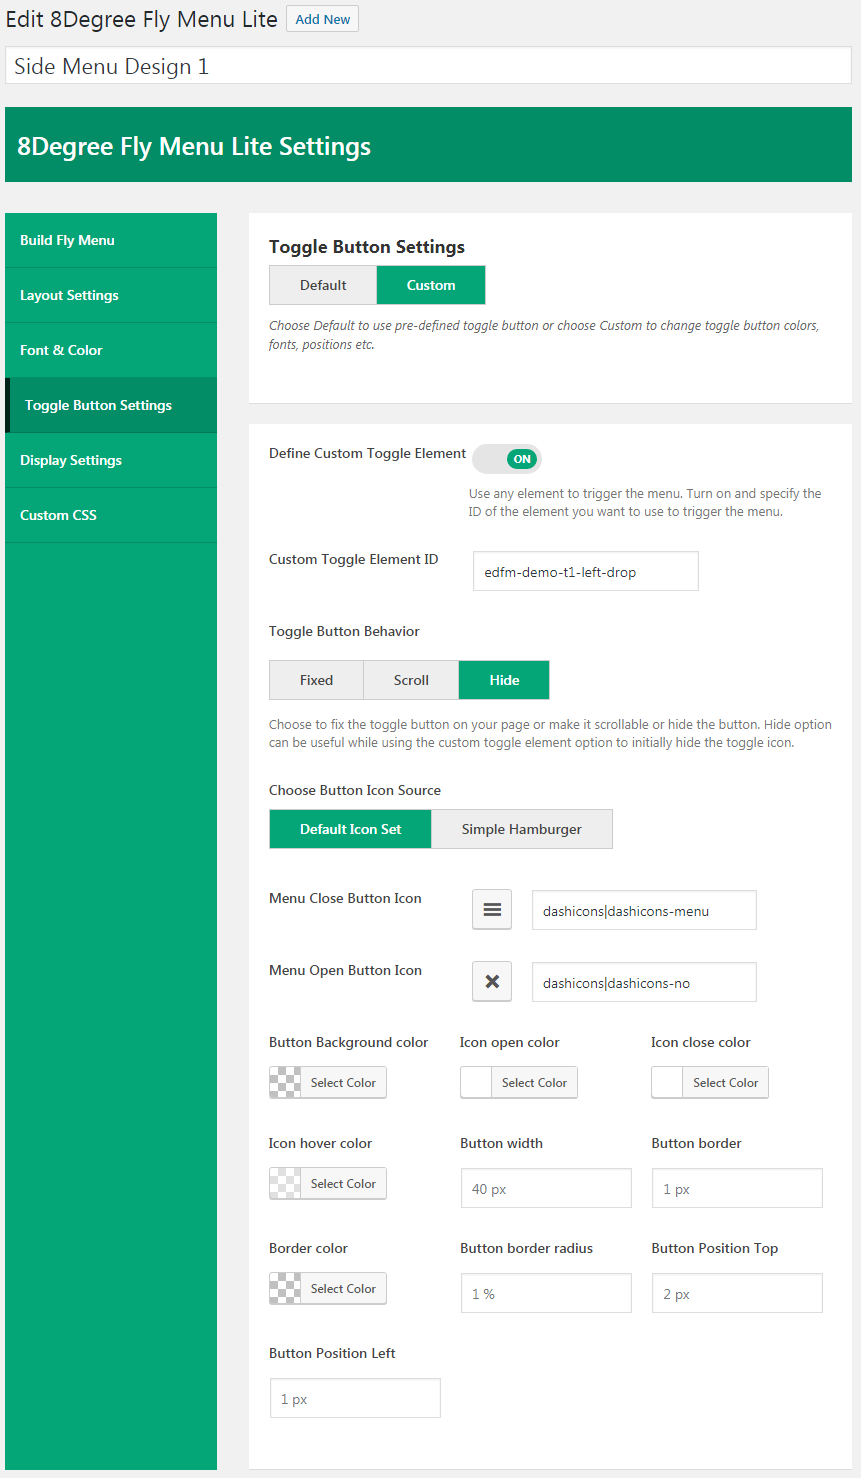 Edit 8Degree Fly Menu Lite Add New
Side Menu Design 1
8Degree Fly Menu Lite Settings
Build Fly Menu
Layout Settings
Font & Color
Toggle Button Settings
Display Settings
Custom CSS
Toggle Button Settings
Default Custom
Choose Default to use pre-defined toggle button or choose Custom to change toggle button colors,
fonts, positions etc.
Define Custom Toggle Element ON
Use any element to trigger the menu. Turn on and specify the
ID of the element you want to use to trigger the menu.
Custom Toggle Element ID edfm-demo-t1-left-drop
Toggle Button Behavior
Fixed Scroll Hide
Choose to fix the toggle button on your page or make it scrollable or hide the button. Hide option
can be useful while using the custom toggle element option to initially hide the toggle icon.
Choose Button Icon Source
Default Icon Set Simple Hamburger
Menu Close Button Icon dashicons|dashicons-menu
Menu Open Button Icon dashicons|dashicons-no
Button Background color Icon open color Icon close color
Select Color Select Color Select Color
Icon hover color Button width Button border
Select Color 40 px 1 px
Border color Button border radius Button Position Top
Select Color 1 % 2 px
Button Position Left
1 px